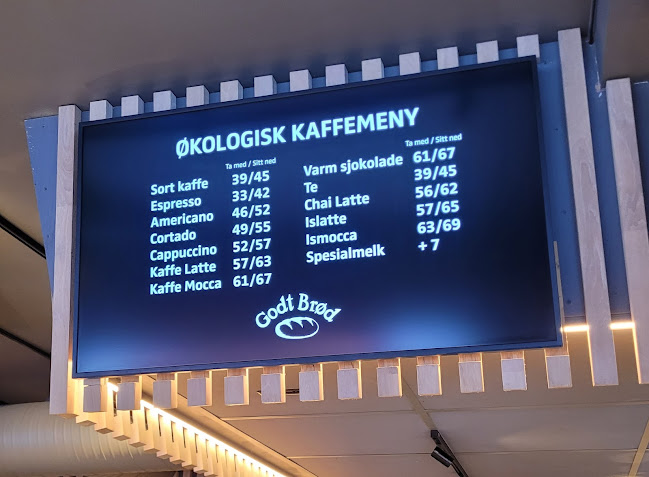 ØKOLOGISK KAFFEMENY
Ta med / Sitt ned
Sort kaffe 39/45
Espresso 33/42
Americano 46/52
Cortado 49/55
Cappuccino 52/57
Kaffe Latte 57/63
Kaffe Mocca 61/67
Ta med / Sitt ned
Varm sjokolade 61/67
Te 39/45
Chai Latte 56/62
Islatte 57/65
Ismocca 63/69
Spesialmelk + 7
Godt Brød